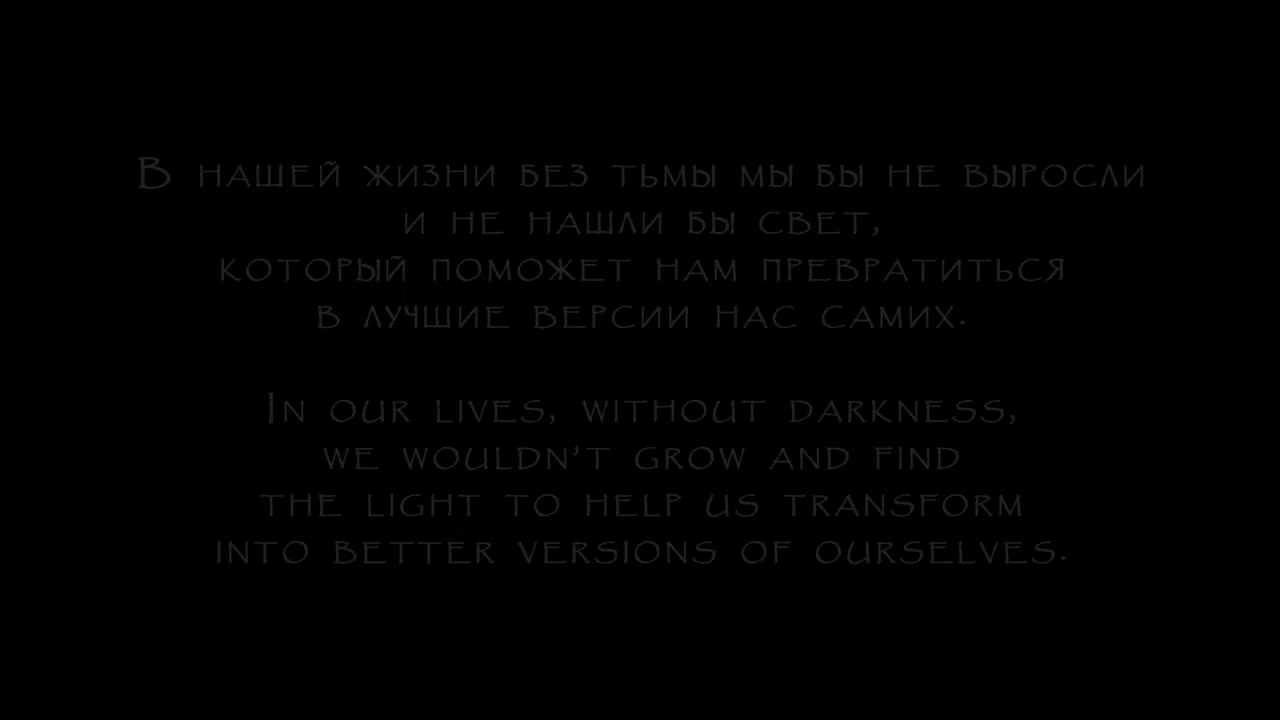 В нашей жизни без тьмы мы бы не выросли
и не нашли бы свет,
который поможет нам превратиться
в лучшие версии нас самих.
In our lives, without darkness,
we wouldn't grow and find
the light to help us transform
into better versions of ourselves.